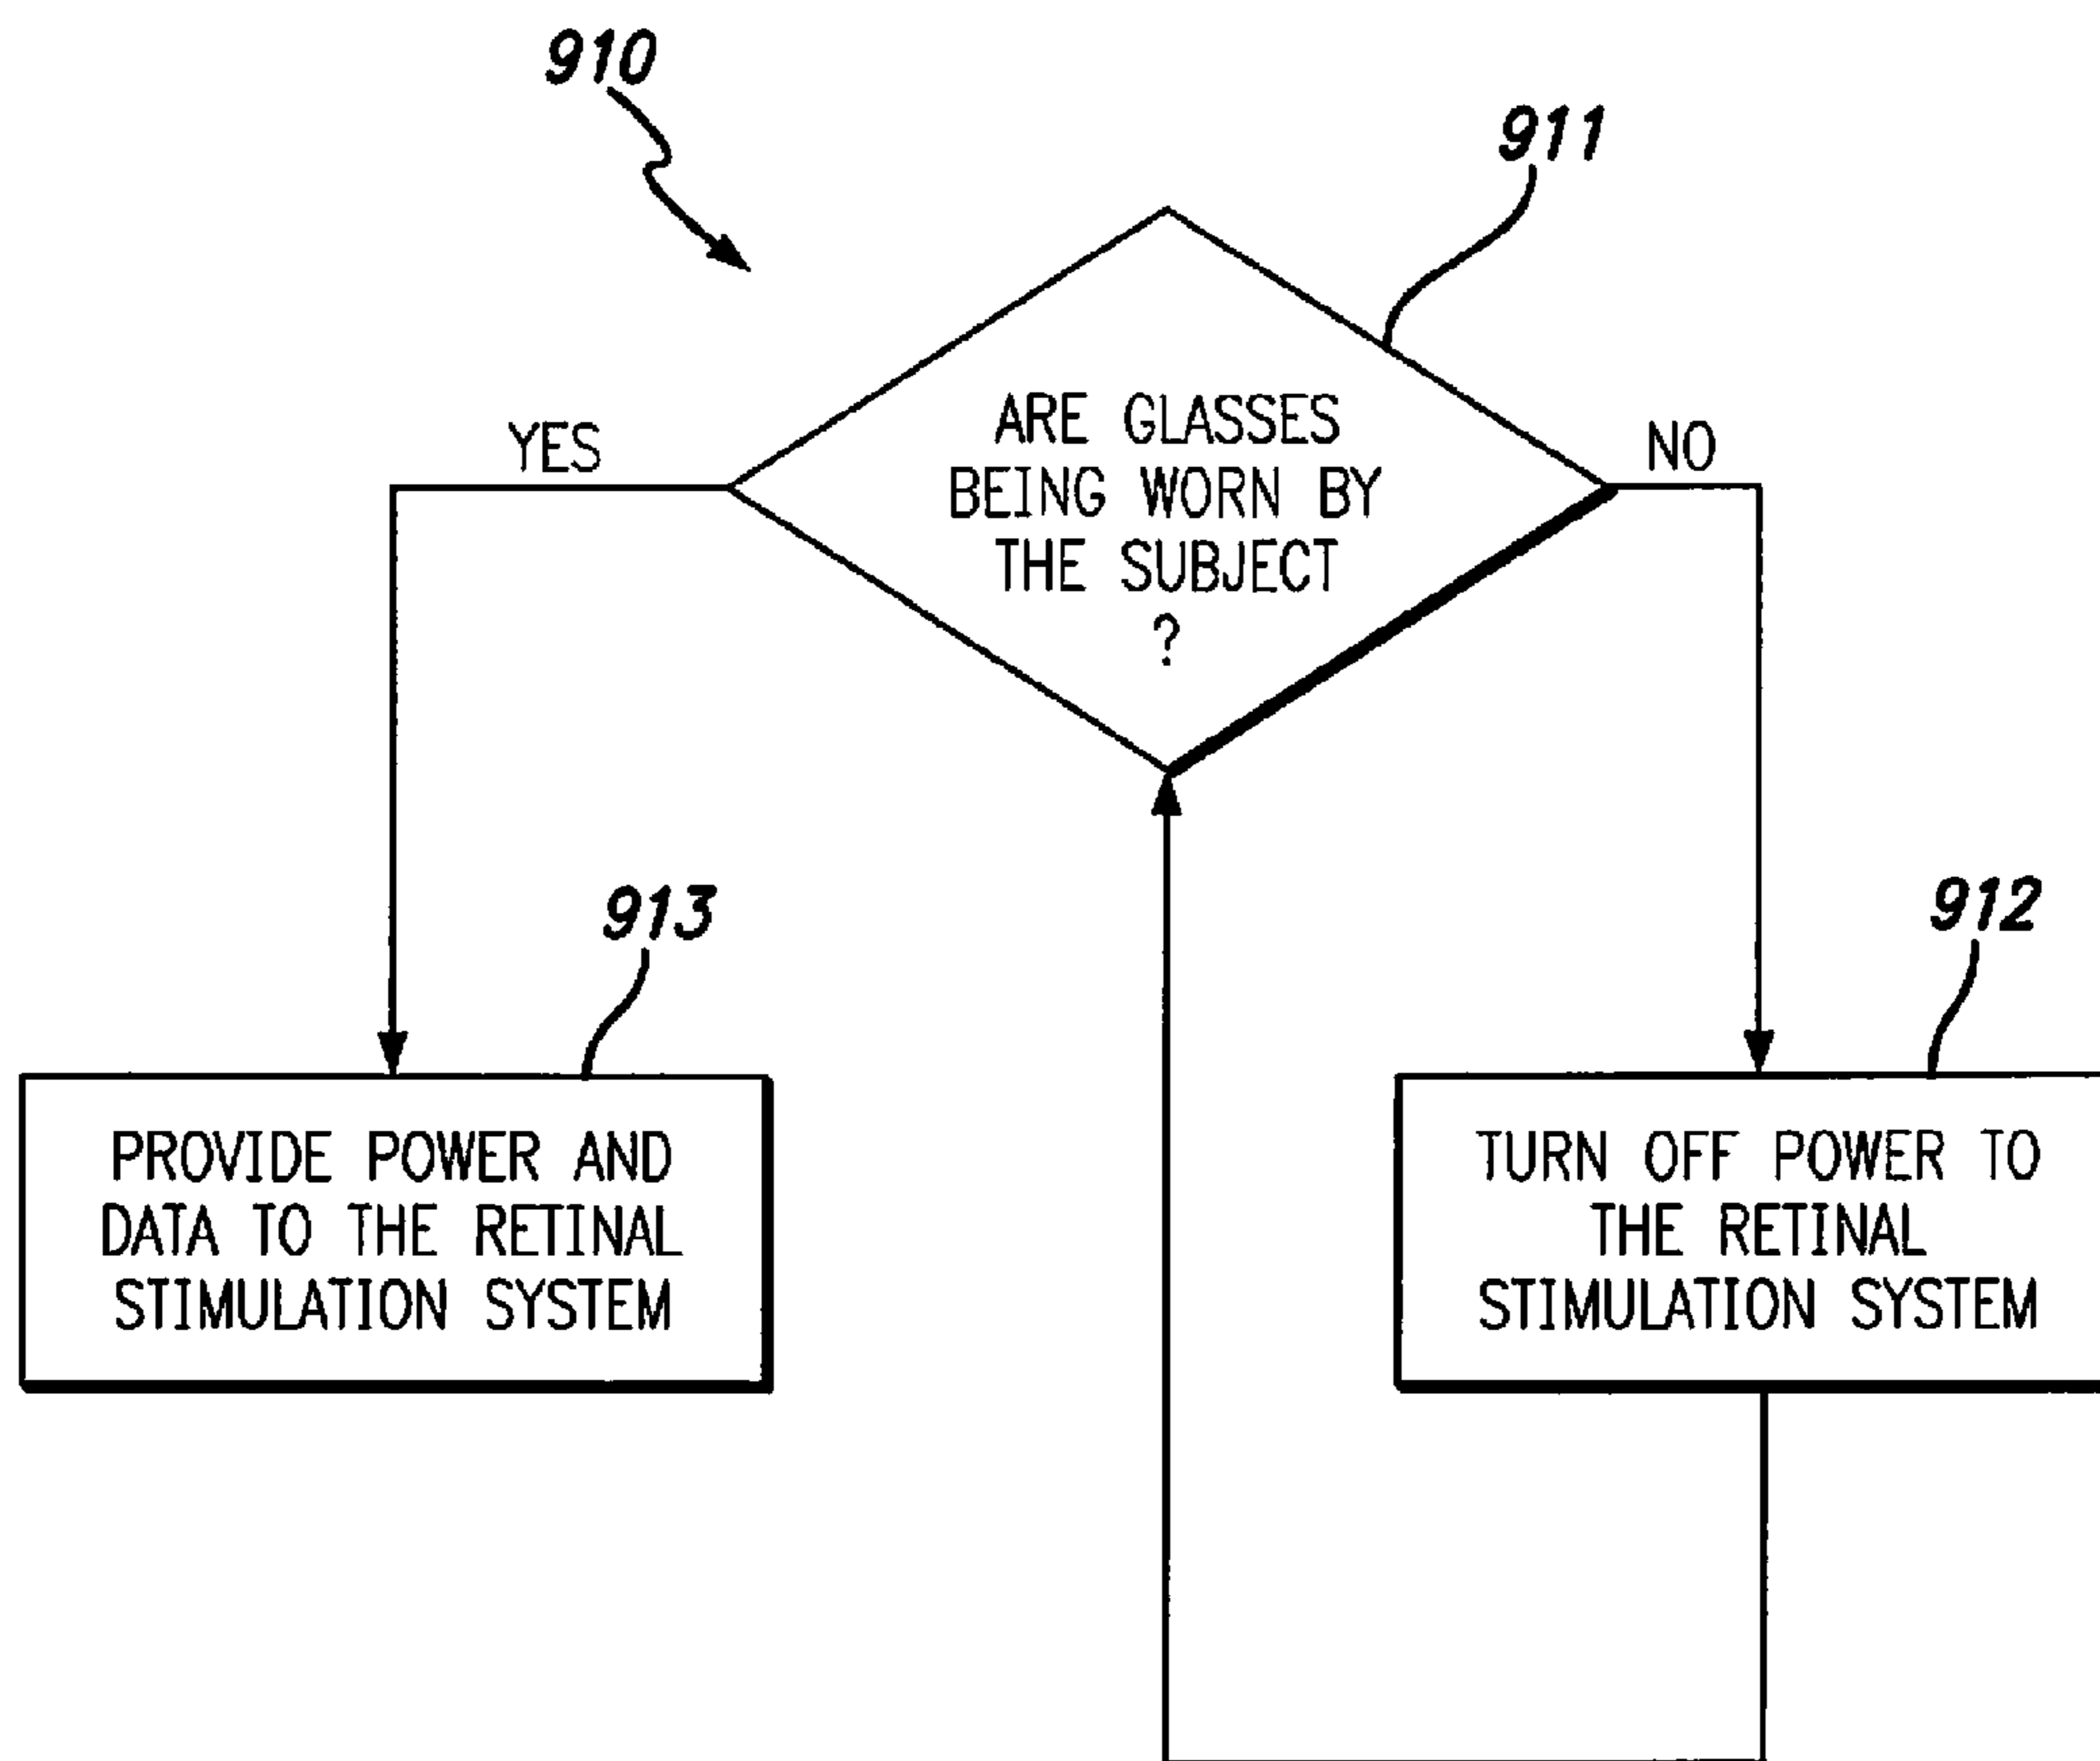 910
911
ARE GLASSES
BEING WORN BY
THE SUBJECT
?
YES
NO
913
912
PROVIDE POWER AND
DATA TO THE RETINAL
STIMULATION SYSTEM
TURN OFF POWER TO
THE RETINAL
STIMULATION SYSTEM